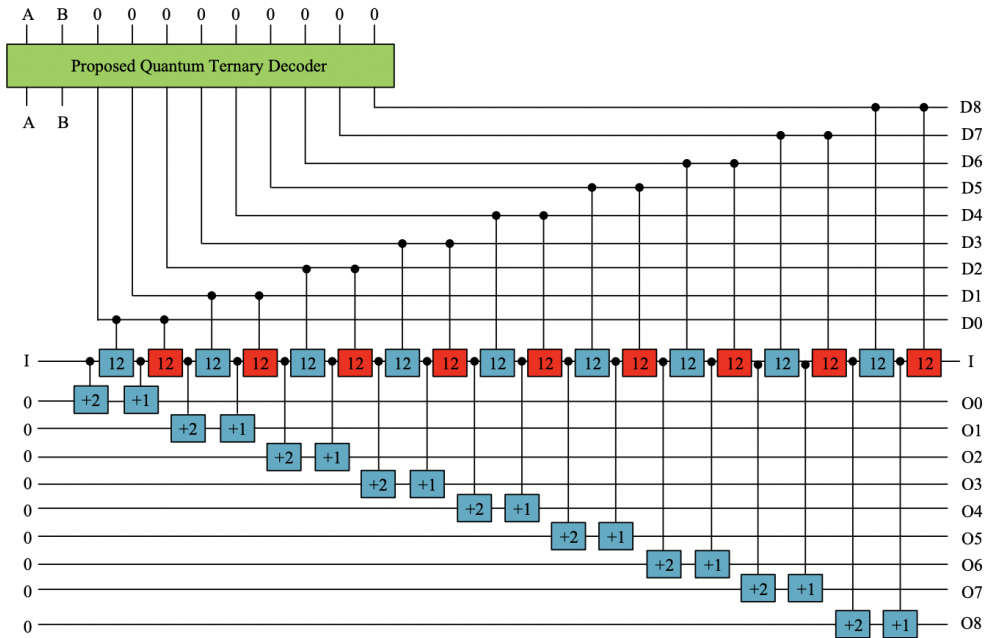 A B 0 0 0 0 0 0 0 0 0
Proposed Quantum Ternary Decoder
A B
D8
D7
D6
D5
D4
D3
D2
D1
D0
I 12 12 12 12 12 12 12 12 12 12 12 12 12 12 12 12 12 12 I
0 +2 +1 O0
0 +2 +1 O1
0 +2 +1 O2
0 +2 +1 O3
0 +2 +1 O4
0 +2 +1 O5
0 +2 +1 O6
0 +2 +1 O7
0 +2 +1 O8